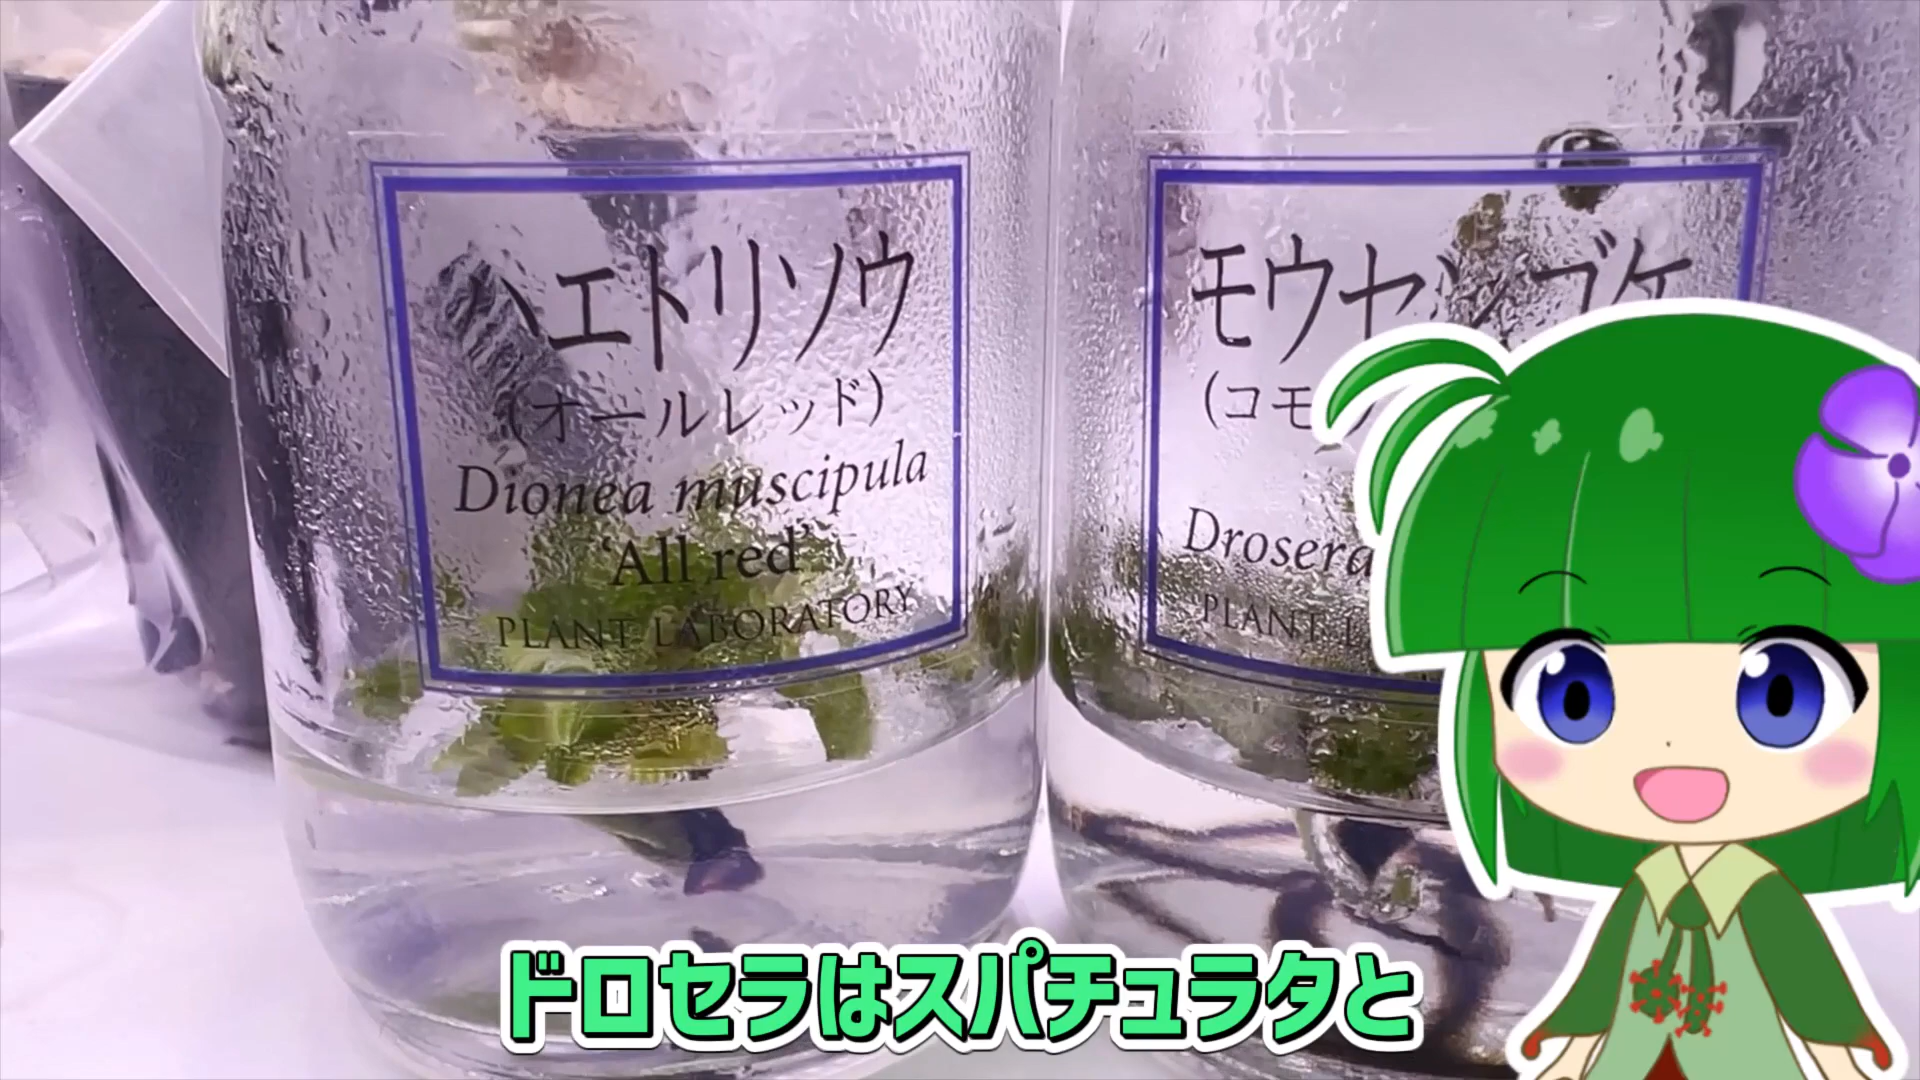 ハエトリソウ
(オールレッド)
Dionea muscipula
'All red'
PLANT LABORATORY
モウセンゴケ
(コモ
Drosera
PLANT L
ドロセラはスパチュラタと